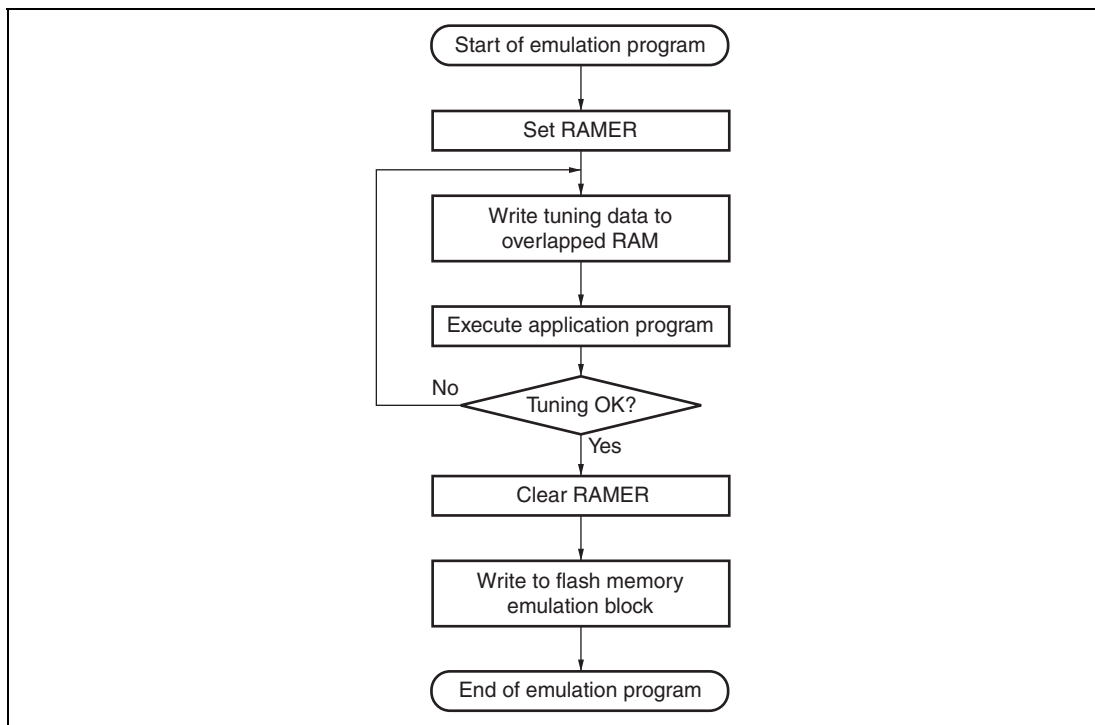 Start of emulation program
Set RAMER
Write tuning data to
overlapped RAM
Execute application program
No
Tuning OK?
Yes
Clear RAMER
Write to flash memory
emulation block
End of emulation program